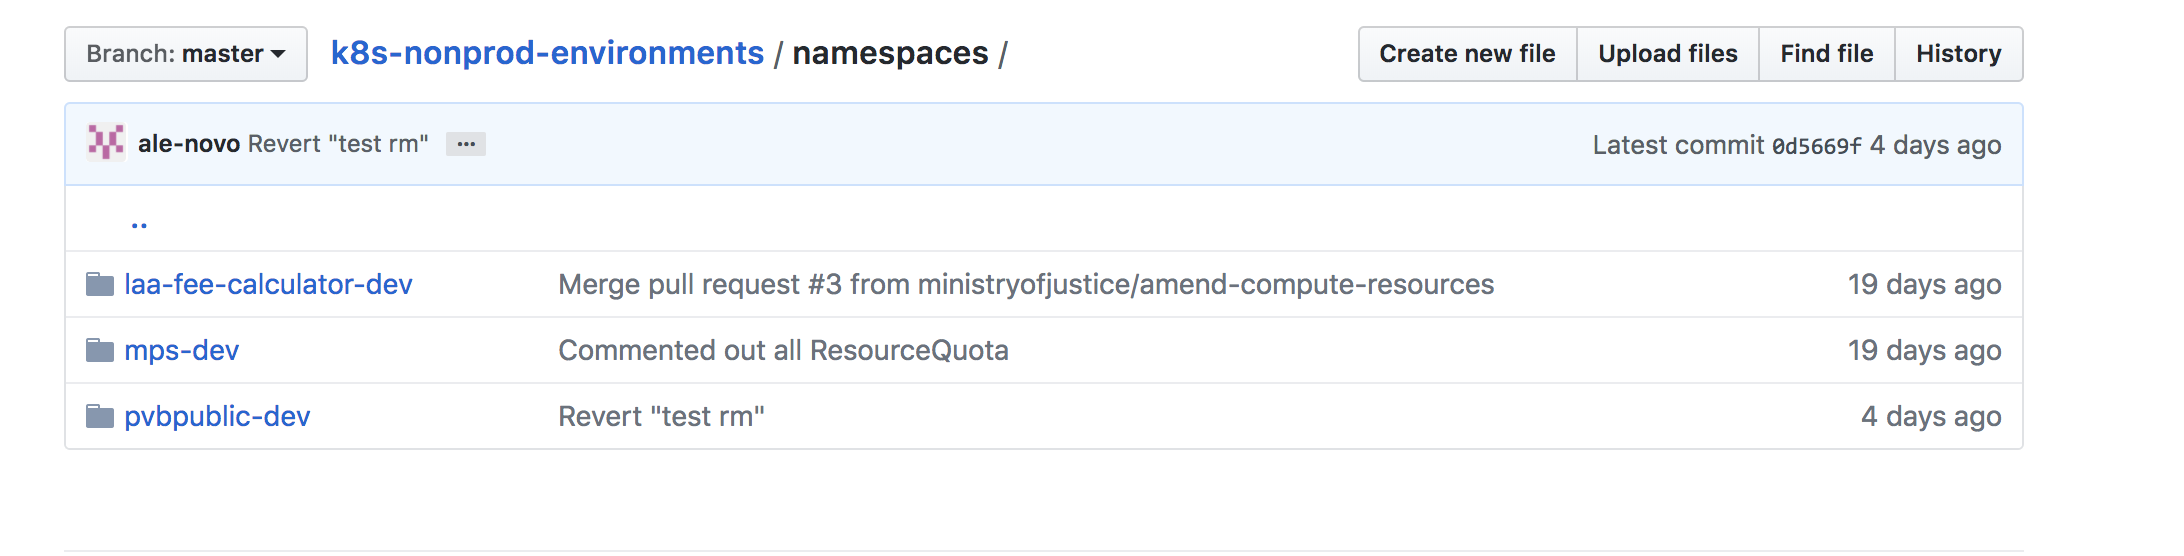 Branch: master k8s-nonprod-environments / namespaces / Create new file Upload files Find file History
ale-novo Revert "test rm" ... Latest commit 0d5669f 4 days ago
..
laa-fee-calculator-dev Merge pull request #3 from ministryofjustice/amend-compute-resources 19 days ago
mps-dev Commented out all ResourceQuota 19 days ago
pvbpublic-dev Revert "test rm" 4 days ago